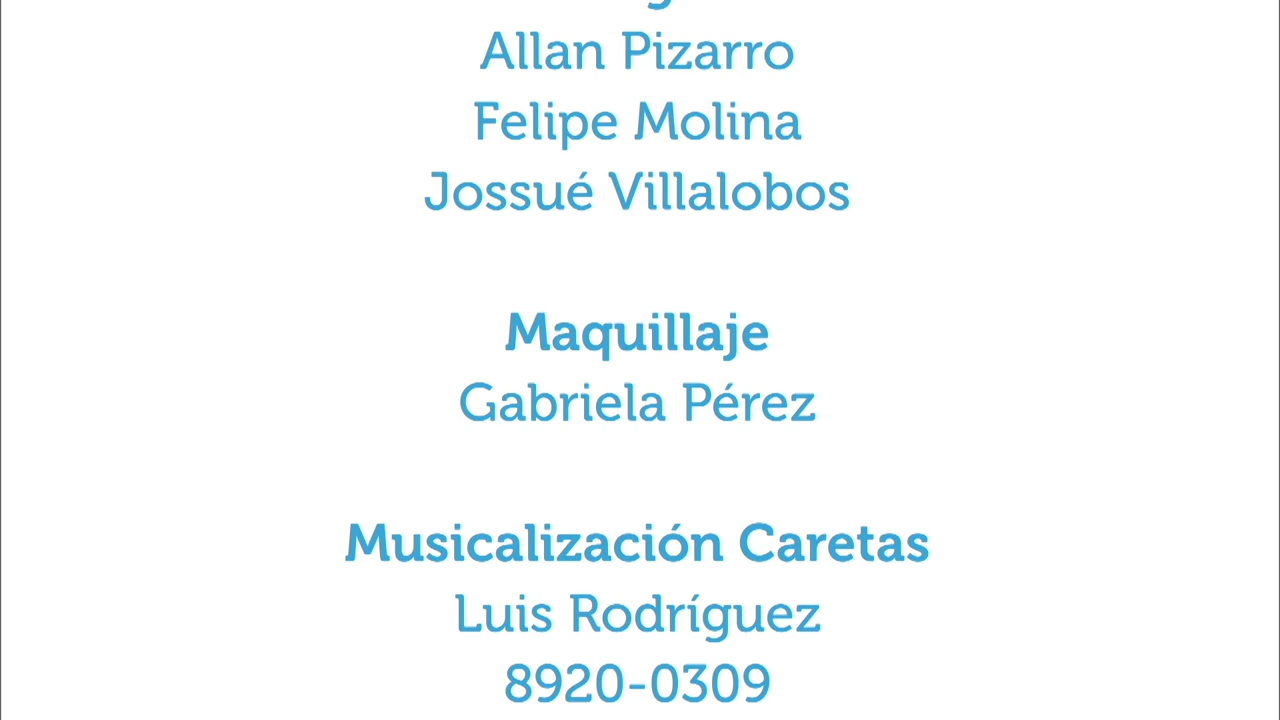 Allan Pizarro
Felipe Molina
Jossué Villalobos
Maquillaje
Gabriela Pérez
Musicalización Caretas
Luis Rodríguez
8920-0309